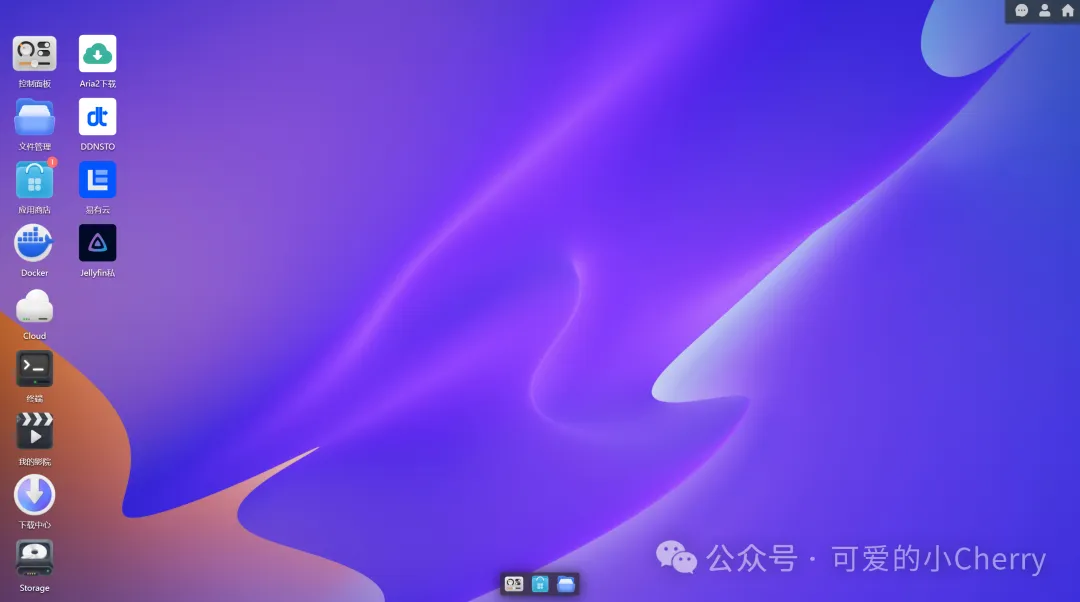 控制面板
Aria2下载
文件管理
dt
DDNSTO
1
应用商店
易有云
Docker
Jellyfin私
Cloud
终端
我的影院
下载中心
Storage
公众号 · 可爱的小Cherry